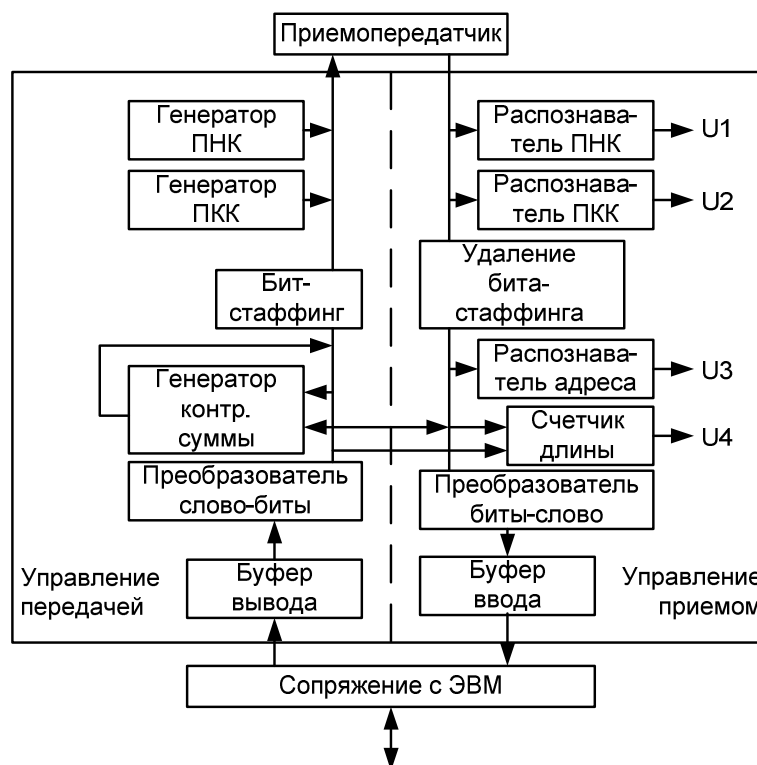 Приемопередатчик
Генератор
ПНК
Распознава-
тель ПНК
U1
Генератор
ПКК
Распознава-
тель ПКК
U2
Бит-
стаффинг
Удаление
бита-
стаффинга
Распознава-
тель адреса
U3
Генератор
контр.
суммы
Счетчик
длины
U4
Преобразователь
слово-биты
Преобразователь
биты-слово
Управление
передачей
Буфер
вывода
Буфер
ввода
Управление
приемом
Сопряжение с ЭВМ